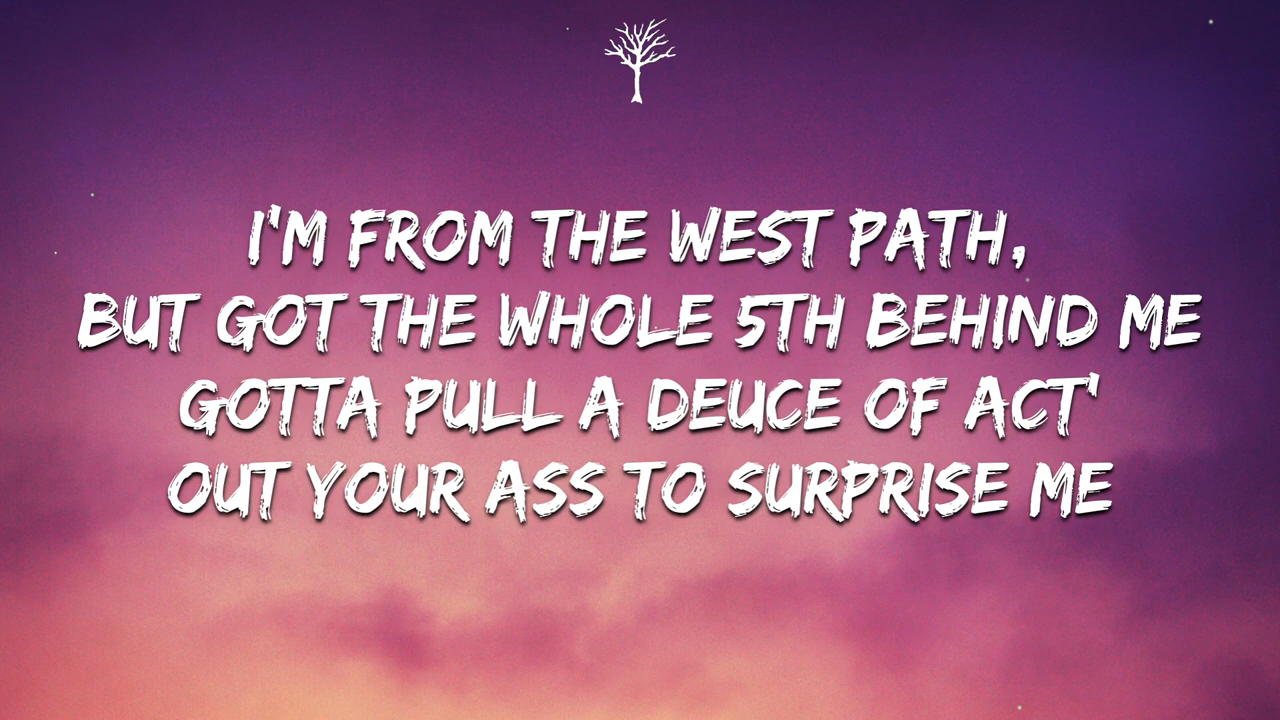 I'M FROM THE WEST PATH,
BUT GOT THE WHOLE 5TH BEHIND ME
GOTTA PULL A DEUCE OF ACT'
OUT YOUR ASS TO SURPRISE ME